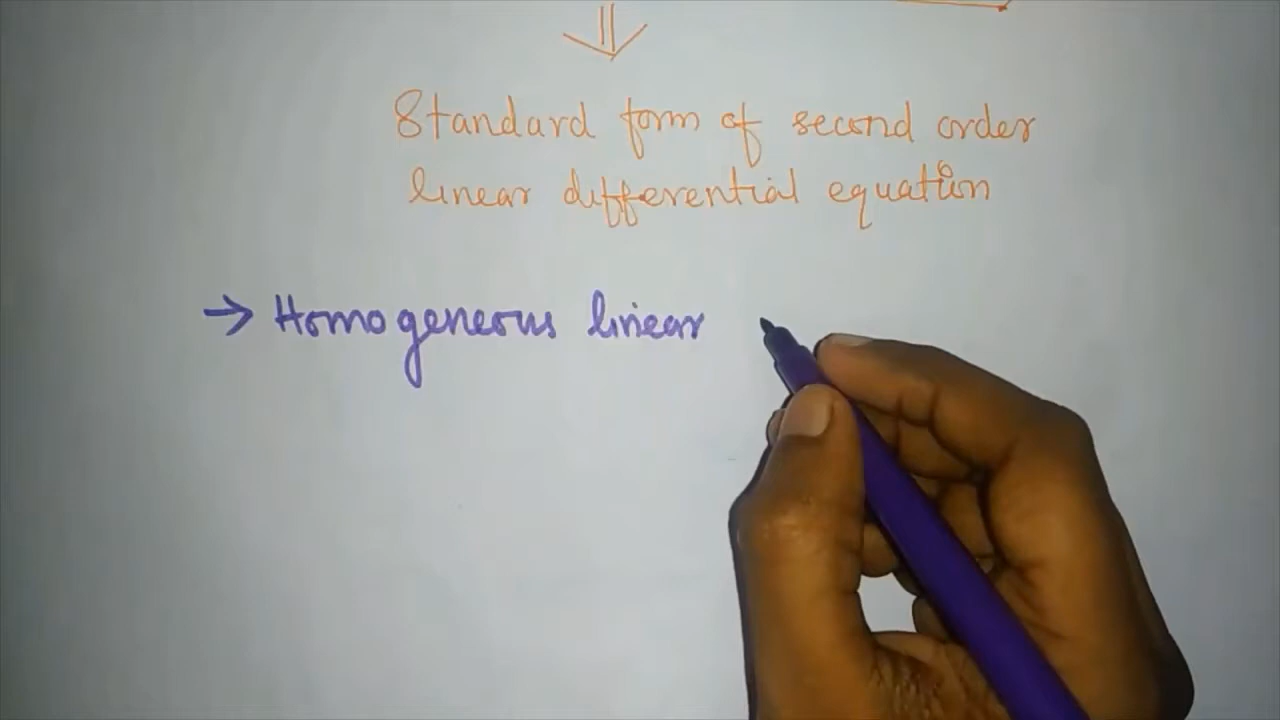 Standard form of second order
linear differential equation
→ Homogeneous linear